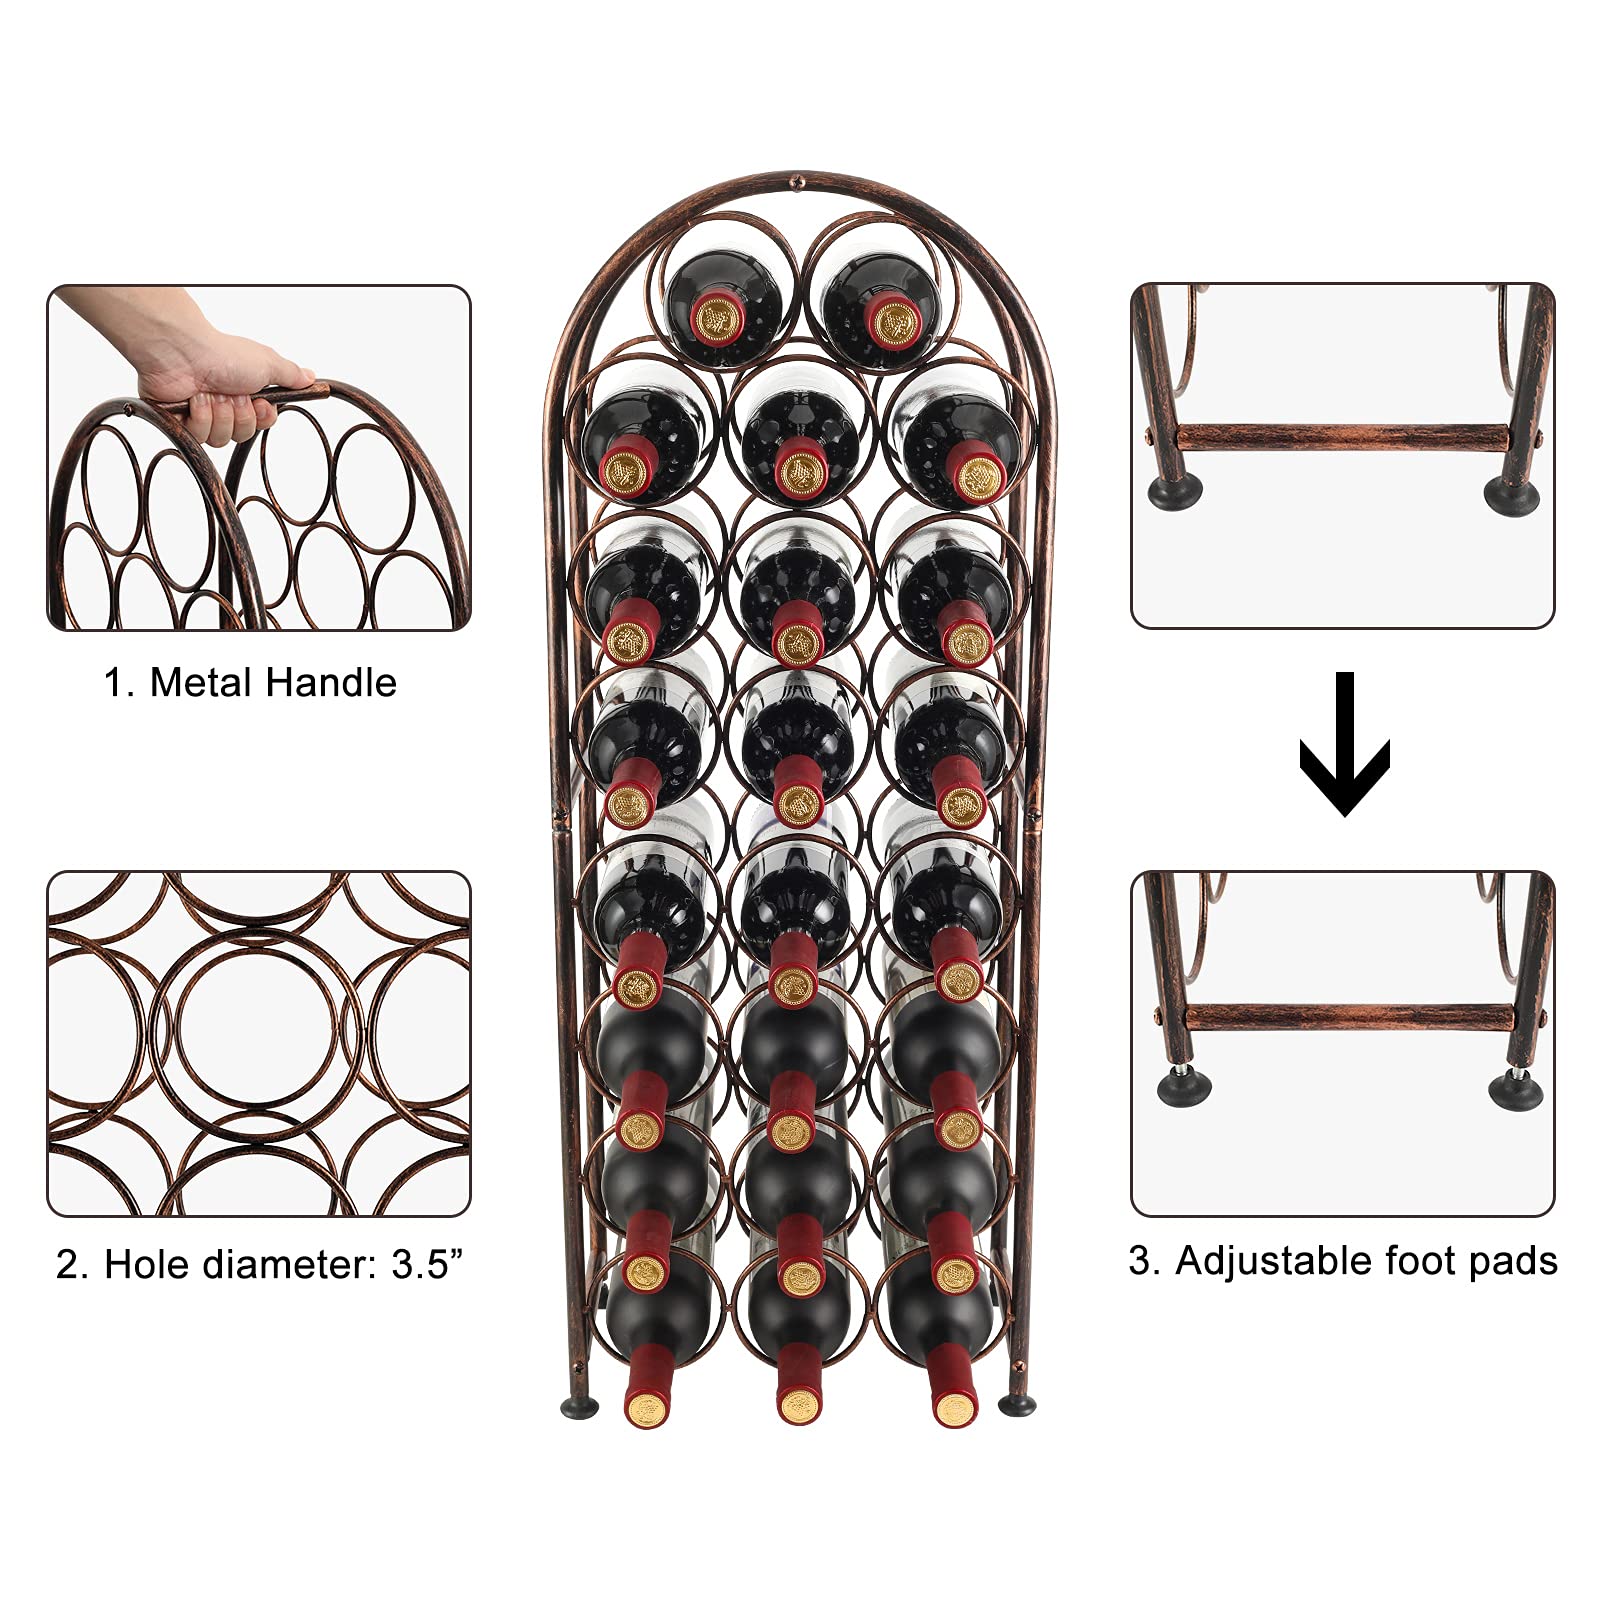 1. Metal Handle
2. Hole diameter: 3.5”
3. Adjustable foot pads